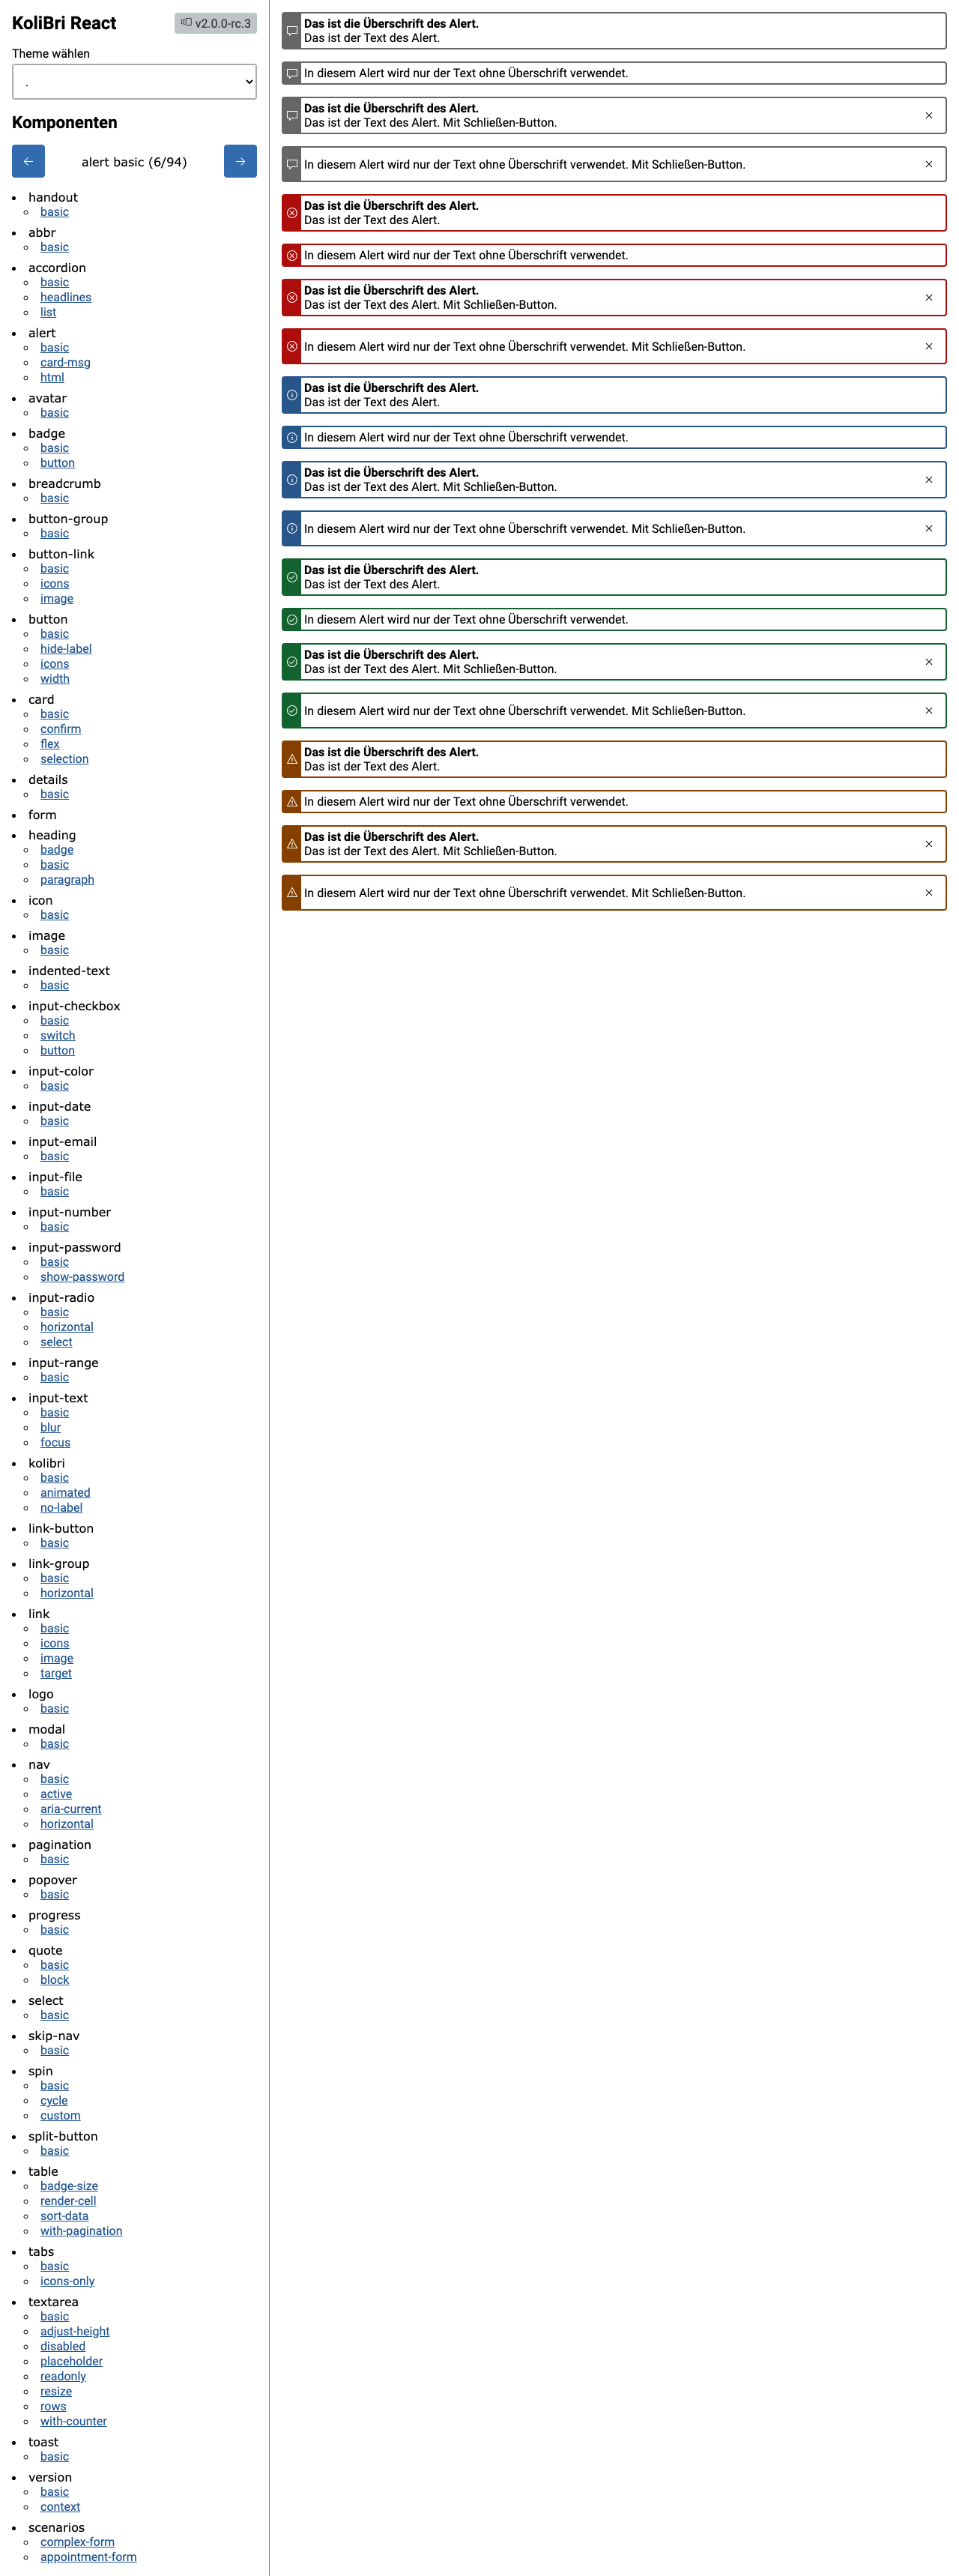 KoliBri React
v2.0.0-rc.3
Theme wählen
.
Komponenten
← alert basic (6/94) →
handout
basic
abbr
basic
accordion
basic
headlines
list
alert
basic
card-msg
html
avatar
basic
badge
basic
button
breadcrumb
basic
button-group
basic
button-link
basic
icons
image
button
basic
hide-label
icons
width
card
basic
confirm
flex
selection
details
basic
form
heading
badge
basic
paragraph
icon
basic
image
basic
indented-text
basic
input-checkbox
basic
switch
button
input-color
basic
input-date
basic
input-email
basic
input-file
basic
input-number
basic
input-password
basic
show-password
input-radio
basic
horizontal
select
input-range
basic
input-text
basic
blur
focus
kolibri
basic
animated
no-label
link-button
basic
link-group
basic
horizontal
link
basic
icons
image
target
logo
basic
modal
basic
nav
basic
active
aria-current
horizontal
pagination
basic
popover
basic
progress
basic
quote
basic
block
select
basic
skip-nav
basic
spin
basic
cycle
custom
split-button
basic
table
badge-size
render-cell
sort-data
with-pagination
tabs
basic
icons-only
textarea
basic
adjust-height
disabled
placeholder
readonly
resize
rows
with-counter
toast
basic
version
basic
context
scenarios
complex-form
appointment-form
Das ist die Überschrift des Alert.
Das ist der Text des Alert.
In diesem Alert wird nur der Text ohne Überschrift verwendet.
Das ist die Überschrift des Alert.
Das ist der Text des Alert. Mit Schließen-Button.
In diesem Alert wird nur der Text ohne Überschrift verwendet. Mit Schließen-Button.
Das ist die Überschrift des Alert.
Das ist der Text des Alert.
In diesem Alert wird nur der Text ohne Überschrift verwendet.
Das ist die Überschrift des Alert.
Das ist der Text des Alert. Mit Schließen-Button.
In diesem Alert wird nur der Text ohne Überschrift verwendet. Mit Schließen-Button.
Das ist die Überschrift des Alert.
Das ist der Text des Alert.
In diesem Alert wird nur der Text ohne Überschrift verwendet.
Das ist die Überschrift des Alert.
Das ist der Text des Alert. Mit Schließen-Button.
In diesem Alert wird nur der Text ohne Überschrift verwendet. Mit Schließen-Button.
Das ist die Überschrift des Alert.
Das ist der Text des Alert.
In diesem Alert wird nur der Text ohne Überschrift verwendet.
Das ist die Überschrift des Alert.
Das ist der Text des Alert. Mit Schließen-Button.
In diesem Alert wird nur der Text ohne Überschrift verwendet. Mit Schließen-Button.
Das ist die Überschrift des Alert.
Das ist der Text des Alert.
In diesem Alert wird nur der Text ohne Überschrift verwendet.
Das ist die Überschrift des Alert.
Das ist der Text des Alert. Mit Schließen-Button.
In diesem Alert wird nur der Text ohne Überschrift verwendet. Mit Schließen-Button.